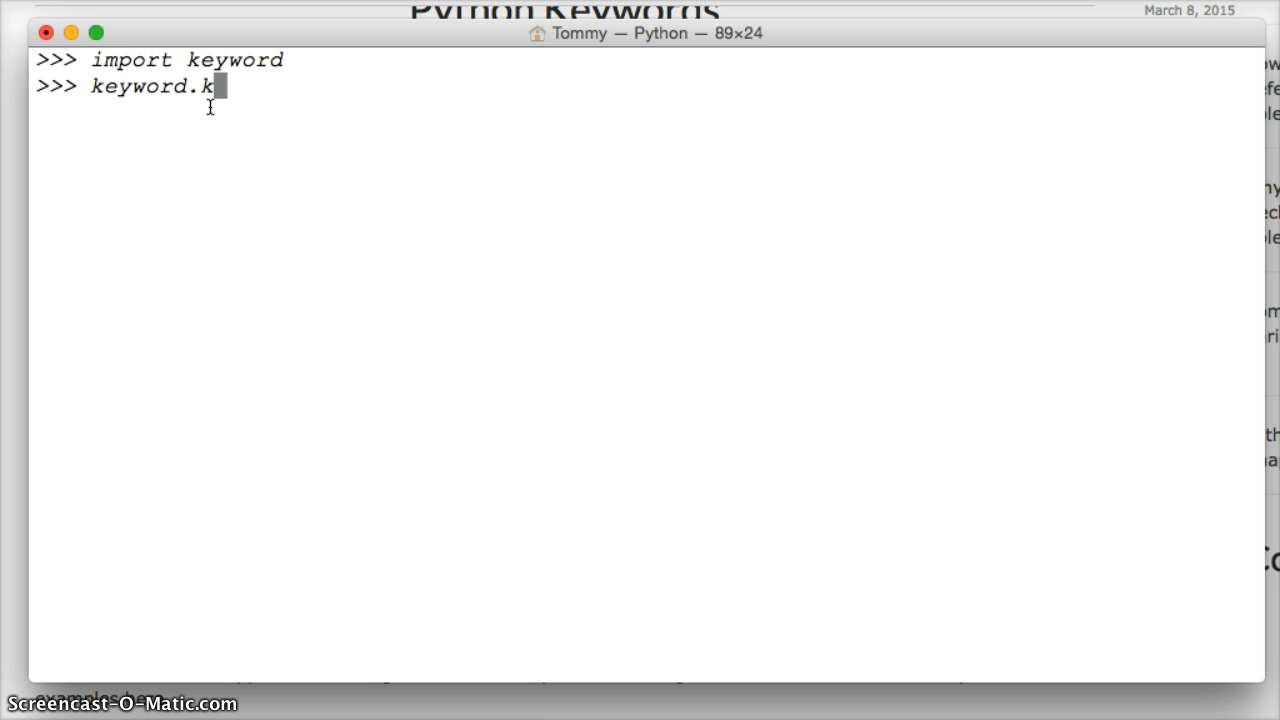 Python Keywords
March 8, 2015
Tommy — Python — 89×24
>>> import keyword
>>> keyword.k
Screencast-O-Matic.com